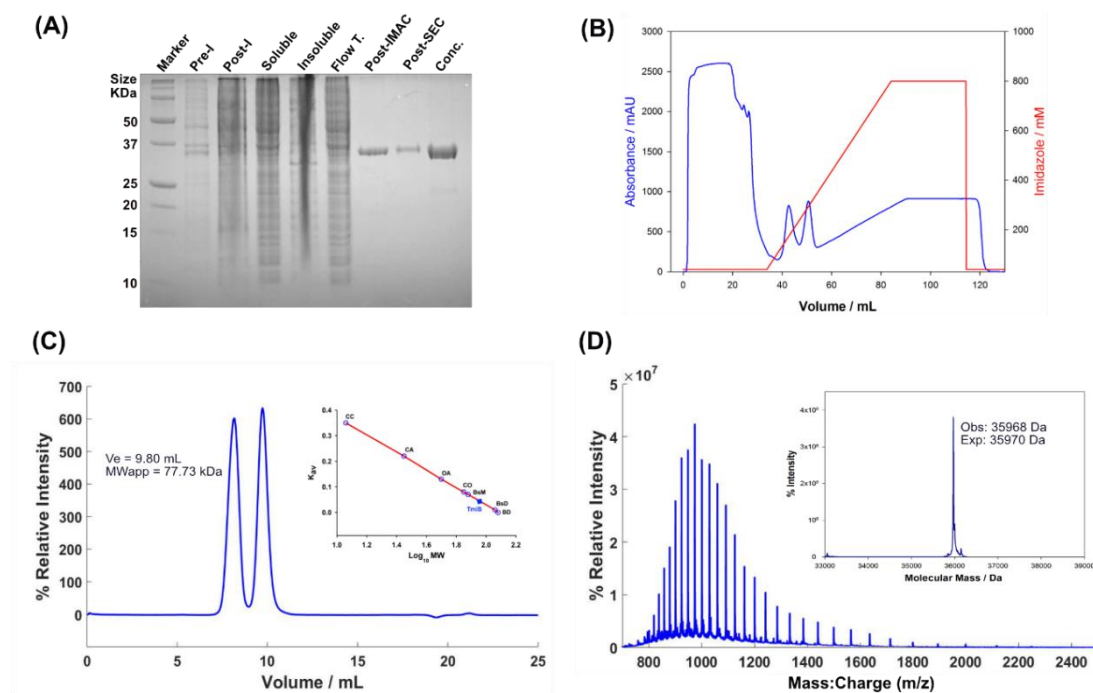 (A)
Marker
Pre-I
Post-I
Soluble
Insoluble
Flow T.
Post-IMAC
Post-SEC
Conc.
Size
KDa
50
37
25
20
15
10
(B)
Absorbance / mAU
3000
2500
2000
1500
1000
500
0
1000
800
600
400
200
0
Imidazole / mM
0 20 40 60 80 100 120
Volume / mL
(C)
% Relative Intensity
700
600
500
400
300
200
100
0
Ve = 9.80 mL
MWapp = 77.73 kDa
0 5 10 15 20 25
Volume / mL
Kav
0.4
0.3
0.2
0.1
0.0
CC
CA
OA
CO
BsM
TmIB
BsD
BD
1.0 1.2 1.4 1.6 1.8 2.0 2.2
Log10 MW
(D)
×10⁷
% Relative Intensity
5
4
3
2
1
0
800 1000 1200 1400 1600 1800 2000 2200 2400
Mass:Charge (m/z)
% Intensity
Obs: 35968 Da
Exp: 35970 Da
0
33000 34000 35000 36000 37000 38000 39000
Molecular Mass / Da